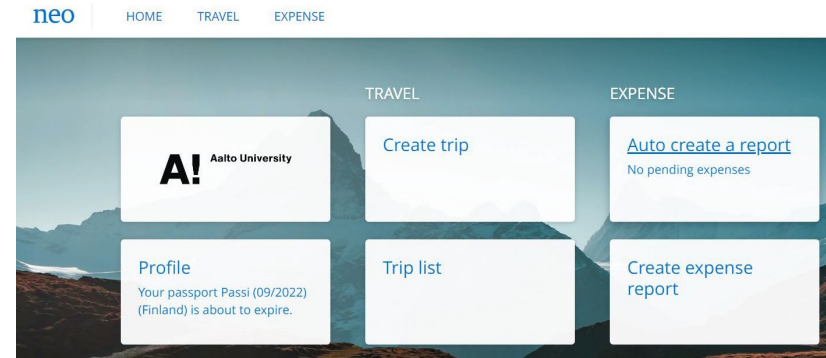 neo
HOME TRAVEL EXPENSE
TRAVEL EXPENSE
A! Aalto University
Create trip
Auto create a report
No pending expenses
Profile
Your passport Passi (09/2022)
(Finland) is about to expire.
Trip list
Create expense
report